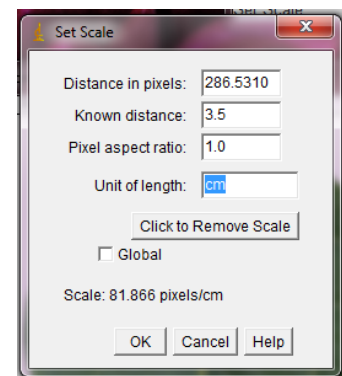 Set Scale
Distance in pixels: 286.5310
Known distance: 3.5
Pixel aspect ratio: 1.0
Unit of length: cm
Click to Remove Scale
Global
Scale: 81.866 pixels/cm
OK Cancel Help